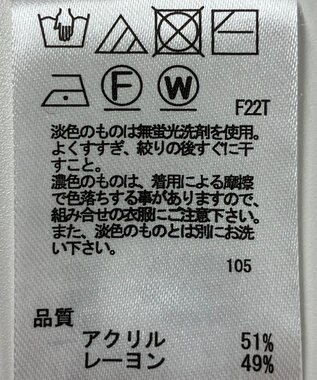 F W
F22T
淡色のものは無蛍光洗剤を使用。
よくすすぎ、絞りの後すぐに干
すこと。
濃色のものは、着用による摩擦
で色落ちする事がありますので、
組み合せの衣服にご注意下さい。
また、淡色のものとは別にお洗
い下さい。
105
品質
アクリル 51%
レーヨン 49%